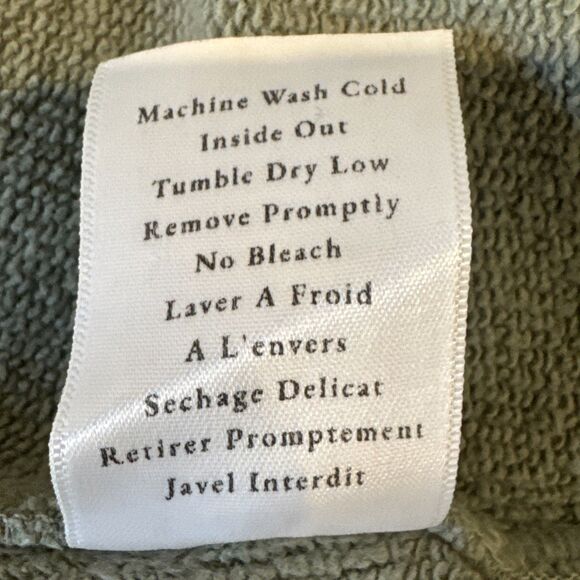 Machine Wash Cold
Inside Out
Tumble Dry Low
Remove Promptly
No Bleach
Laver A Froid
A L'envers
Sechage Delicat
Retirer Promptement
Javel Interdit